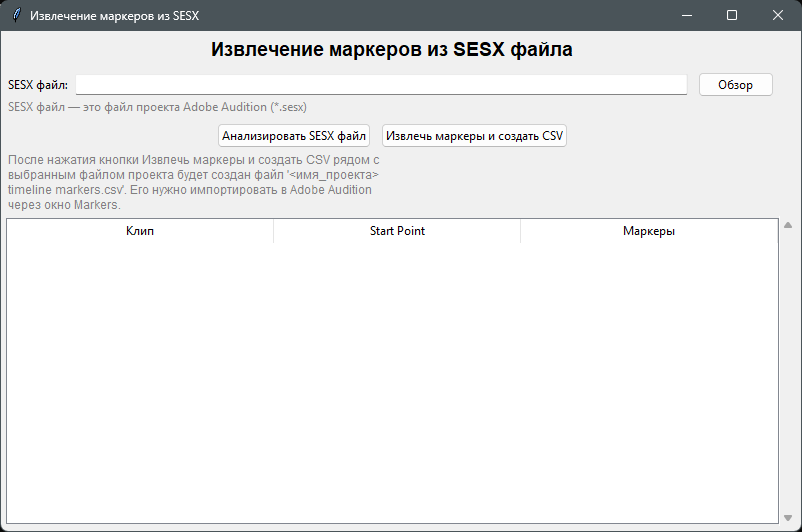 Извлечение маркеров из SESX
Извлечение маркеров из SESX файла
SESX файл:
Обзор
SESX файл — это файл проекта Adobe Audition (*.sesx)
Анализировать SESX файл
Извлечь маркеры и создать CSV
После нажатия кнопки Извлечь маркеры и создать CSV рядом с
выбранным файлом проекта будет создан файл '<имя_проекта>
timeline markers.csv'. Его нужно импортировать в Adobe Audition
через окно Markers.
Клип
Start Point
Маркеры